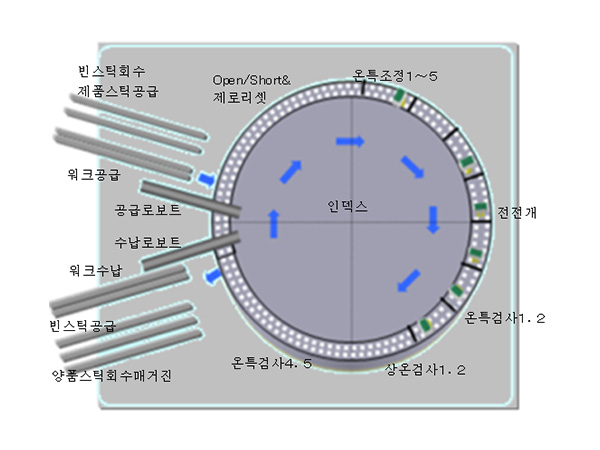 빈스틱회수
제품스틱공급
Open/Short&
제로리셋
온특조정1~5
워크공급
공급로보트
인덱스
전전개
수납로보트
워크수납
빈스틱공급
온특검사1.2
온특검사4.5
상온검사1.2
양품스틱회수매거진